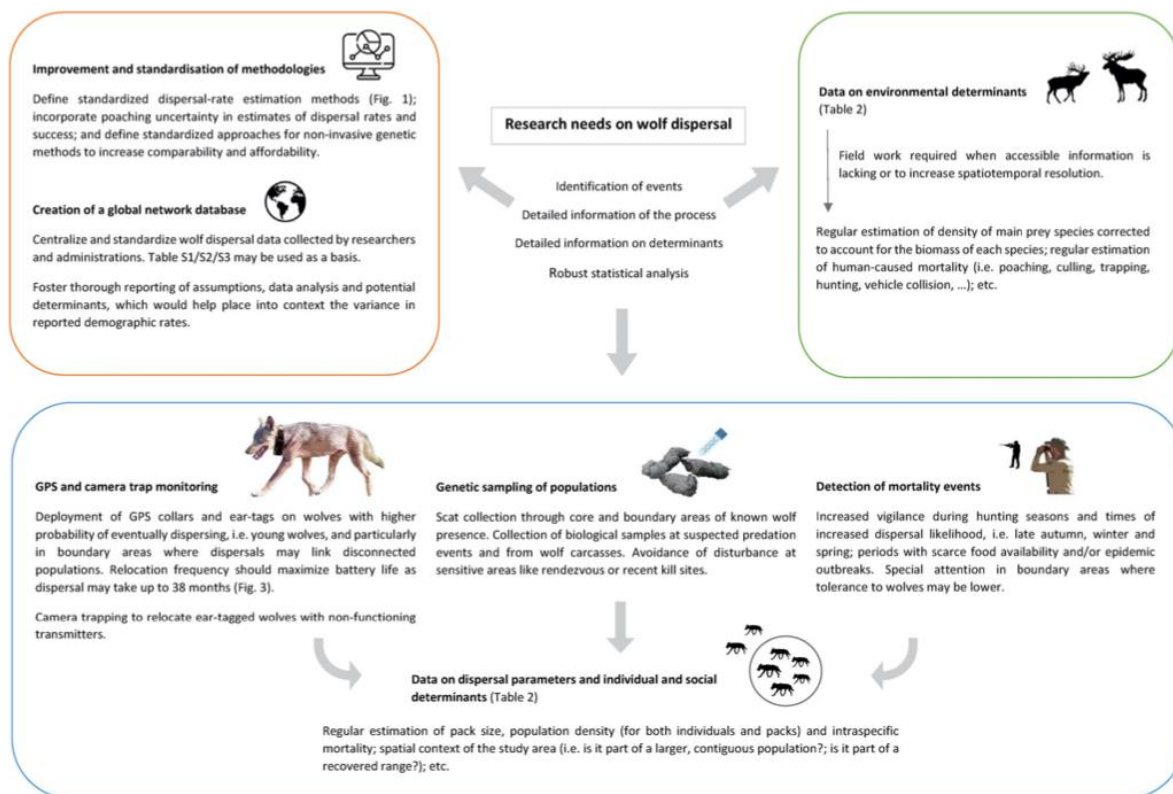 Improvement and standardisation of methodologies
Define standardized dispersal-rate estimation methods (Fig. 1);
incorporate poaching uncertainty in estimates of dispersal rates and
success; and define standardized approaches for non-invasive genetic
methods to increase comparability and affordability.
Creation of a global network database
Centralize and standardize wolf dispersal data collected by researchers
and administrations. Table S1/S2/S3 may be used as a basis.
Foster thorough reporting of assumptions, data analysis and potential
determinants, which would help place into context the variance in
reported demographic rates.
Research needs on wolf dispersal
Identification of events
Detailed information of the process
Detailed information on determinants
Robust statistical analysis
Data on environmental determinants
(Table 2)
Field work required when accessible information is
lacking or to increase spatiotemporal resolution.
Regular estimation of density of main prey species corrected
to account for the biomass of each species; regular estimation
of human-caused mortality (i.e. poaching, culling, trapping,
hunting, vehicle collision, ...); etc.
GPS and camera trap monitoring
Deployment of GPS collars and ear-tags on wolves with higher
probability of eventually dispersing, i.e. young wolves, and particularly
in boundary areas where dispersals may link disconnected
populations. Relocation frequency should maximize battery life as
dispersal may take up to 38 months (Fig. 3).
Camera trapping to relocate ear-tagged wolves with non-functioning
transmitters.
Genetic sampling of populations
Scat collection through core and boundary areas of known wolf
presence. Collection of biological samples at suspected predation
events and from wolf carcasses. Avoidance of disturbance at
sensitive areas like rendezvous or recent kill sites.
Detection of mortality events
Increased vigilance during hunting seasons and times of
increased dispersal likelihood, i.e. late autumn, winter and
spring; periods with scarce food availability and/or epidemic
outbreaks. Special attention in boundary areas where
tolerance to wolves may be lower.
Data on dispersal parameters and individual and social
determinants (Table 2)
Regular estimation of pack size, population density (for both individuals and packs) and intraspecific
mortality; spatial context of the study area (i.e. is it part of a larger, contiguous population?; is it part of a
recovered range?); etc.